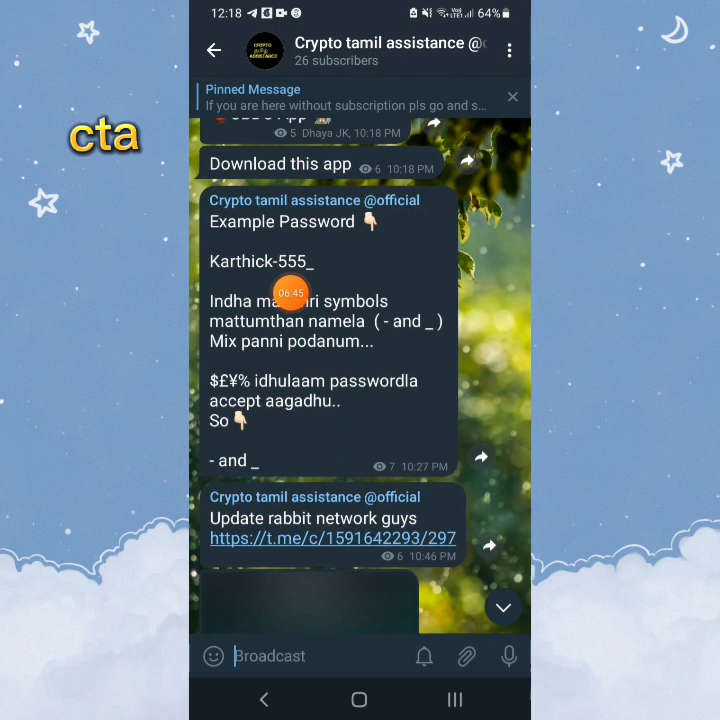 12:18
64%
Crypto tamil assistance @
26 subscribers
CRYPTO
தமிழ்
ASSISTANCE
Pinned Message
If you are here without subscription pls go and s...
cta
App
5 Dhaya JK, 10:18 PM
Download this app
6 10:18 PM
Crypto tamil assistance @official
Example Password 👇🏻
Karthick-555_
06:45
Indha symbols
mattumthan namela ( - and _ )
Mix panni podanum...
$£¥% idhulaam passwordla
accept aagadhu..
So 👇🏻
- and _
7 10:27 PM
Crypto tamil assistance @official
Update rabbit network guys
https://t.me/c/1591642293/297
6 10:46 PM
Broadcast